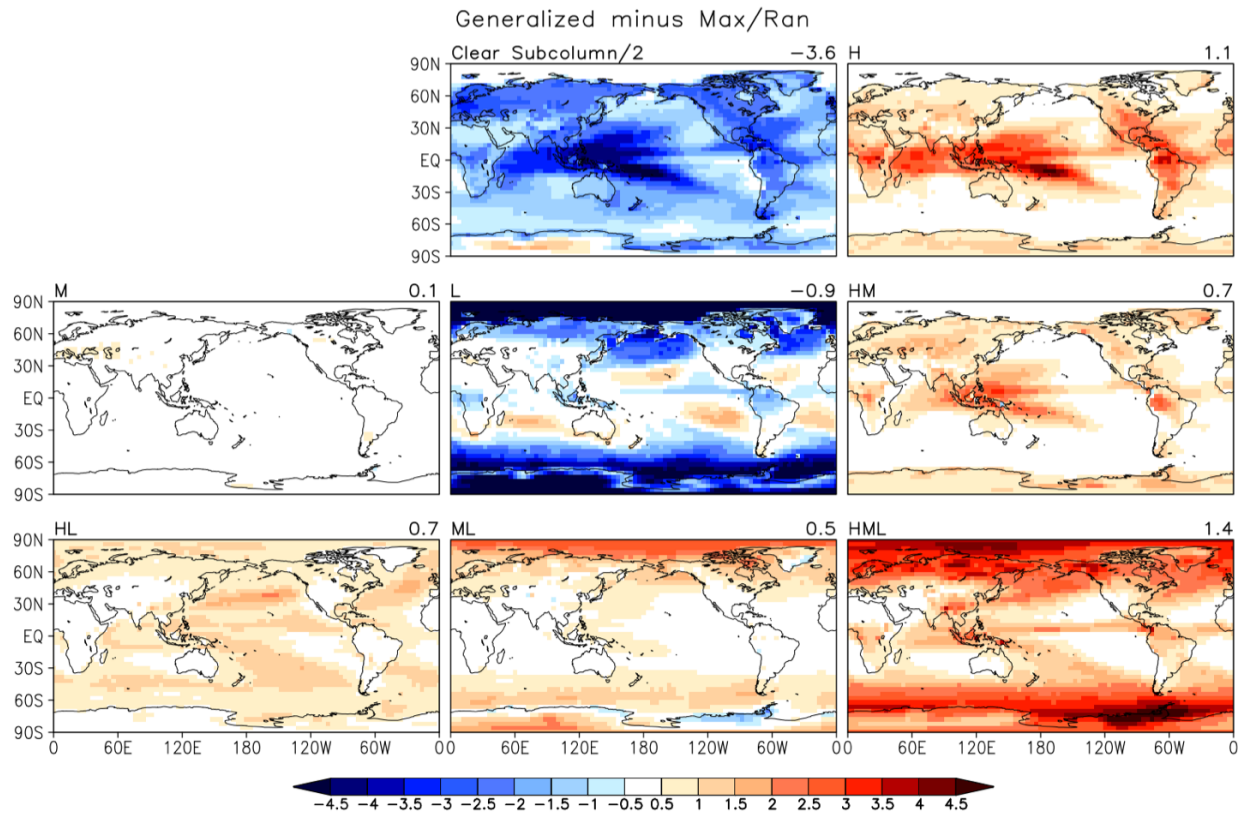 Generalized minus Max/Ran
Clear Subcolumn/2 −3.6
H 1.1
90N
60N
30N
EQ
30S
60S
90S
M 0.1
L −0.9
HM 0.7
90N
60N
30N
EQ
30S
60S
90S
HL 0.7
ML 0.5
HML 1.4
90N
60N
30N
EQ
30S
60S
90S
0 60E 120E 180 120W 60W 0
0 60E 120E 180 120W 60W 0
0 60E 120E 180 120W 60W 0
−4.5 −4 −3.5 −3 −2.5 −2 −1.5 −1 −0.5 0.5 1 1.5 2 2.5 3 3.5 4 4.5